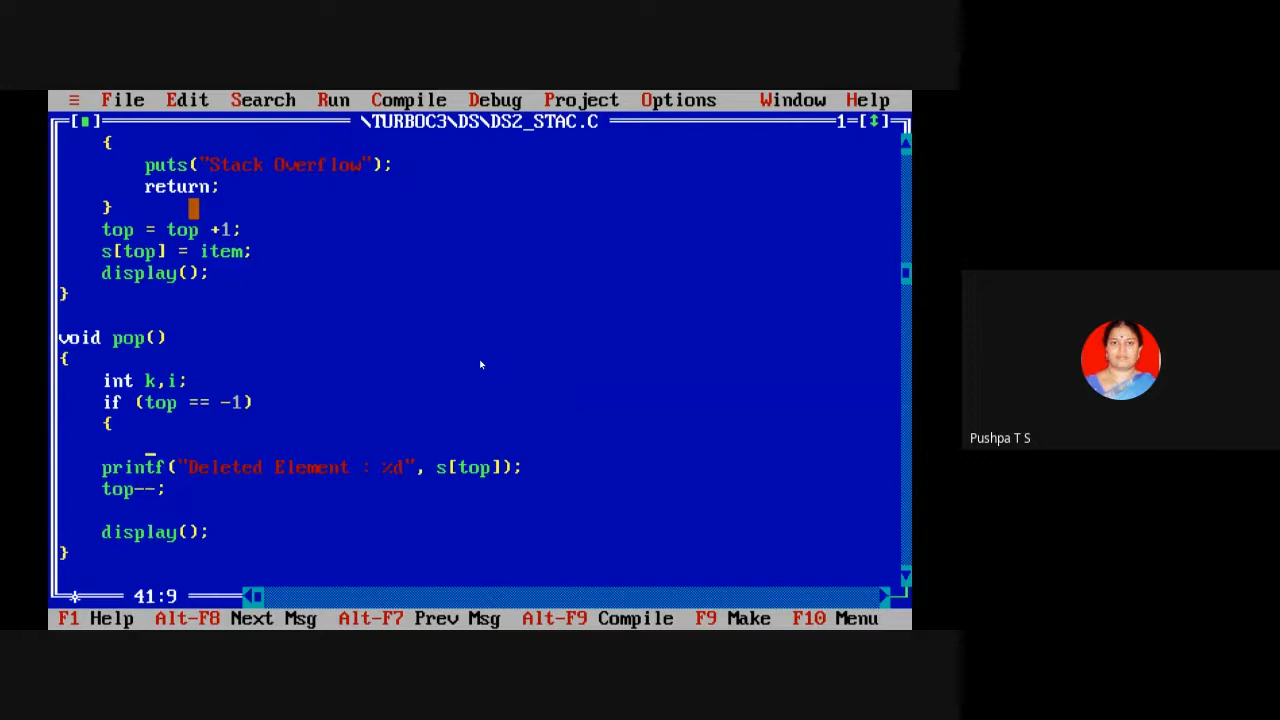 ≡ File Edit Search Run Compile Debug Project Options Window Help
[■] \TURBOC3\DS\DS2_STAC.C 1=[↕]
{
puts("Stack Overflow");
return;
}
top = top +1;
s[top] = item;
display();
}
void pop()
{
int k,i;
if (top == -1)
{
printf("Deleted Element : %d", s[top]);
top--;
display();
}
41:9
F1 Help Alt-F8 Next Msg Alt-F7 Prev Msg Alt-F9 Compile F9 Make F10 Menu
Pushpa T S